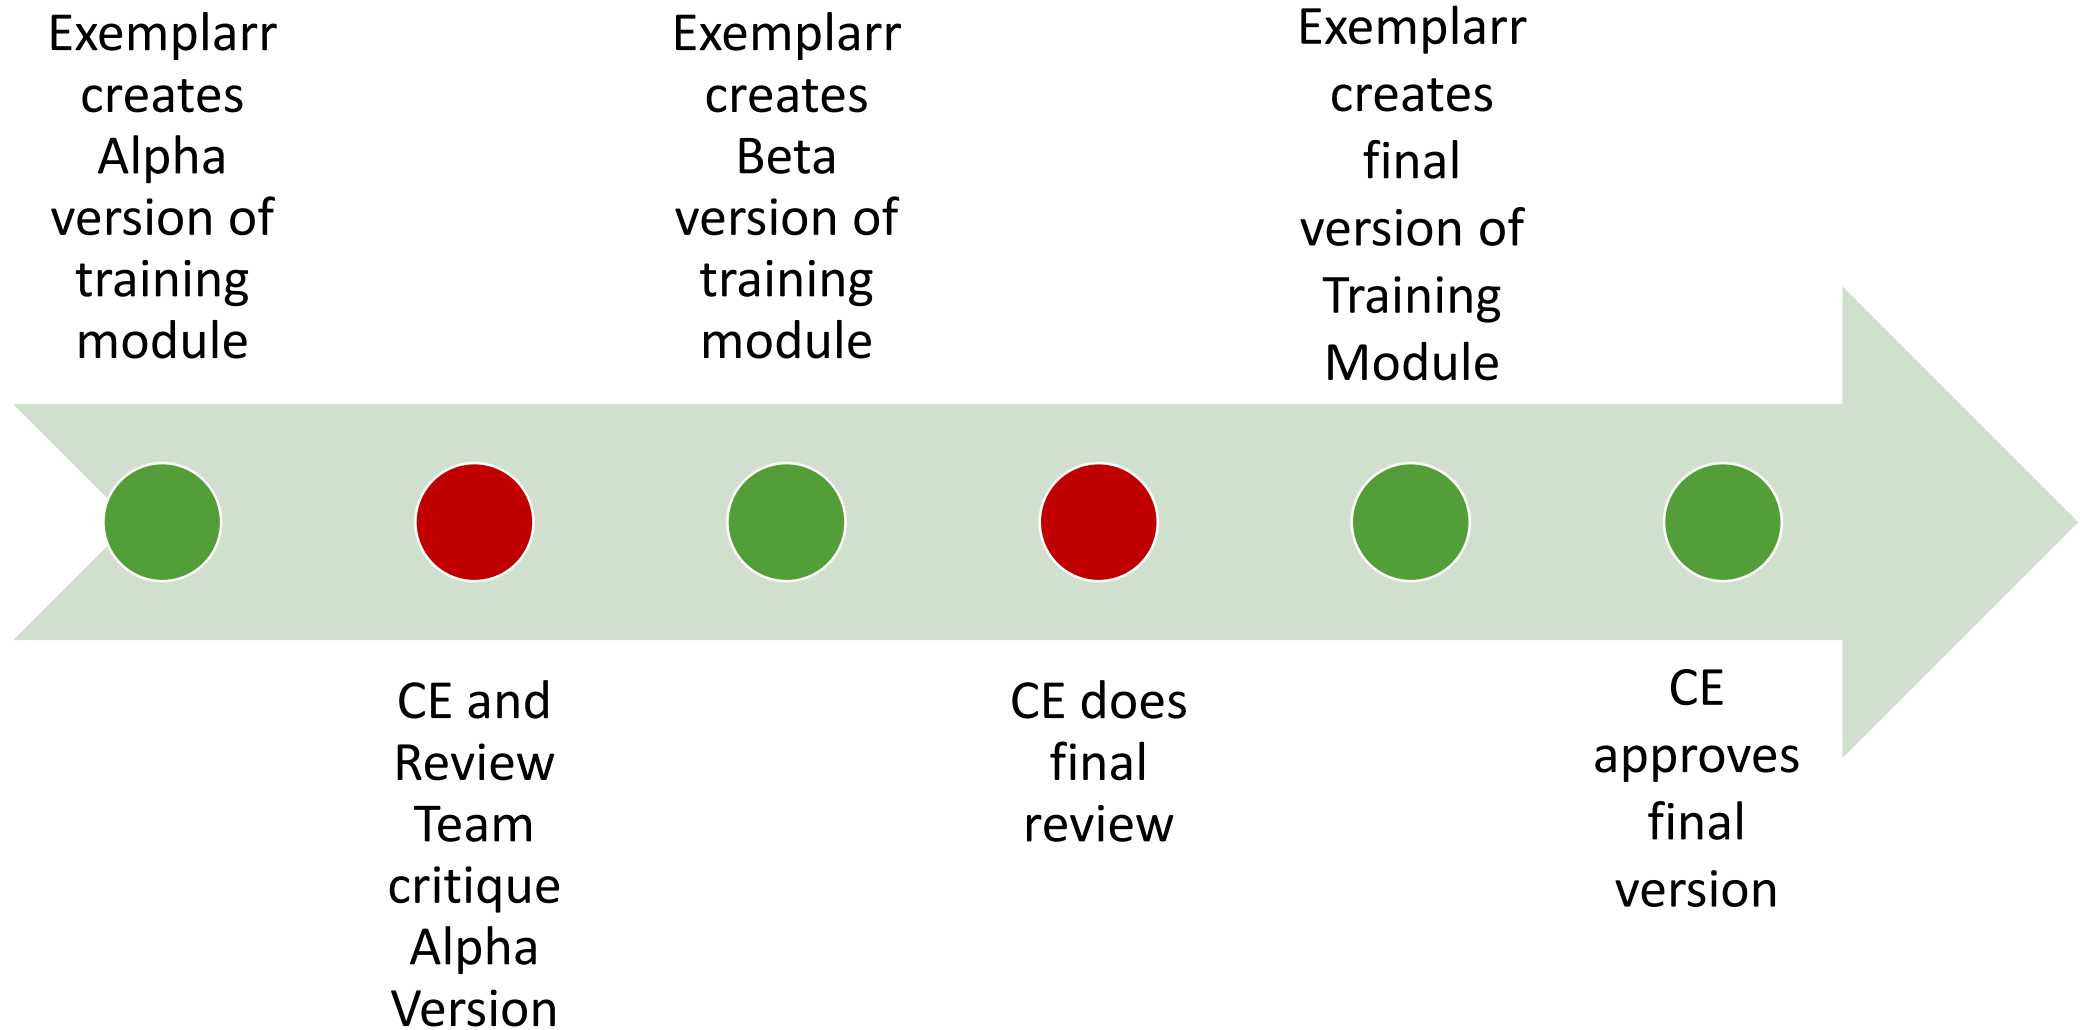 Exemplarr
creates
Alpha
version of
training
module
CE and
Review
Team
critique
Alpha
Version
Exemplarr
creates
Beta
version of
training
module
CE does
final
review
Exemplarr
creates
final
version of
Training
Module
CE
approves
final
version